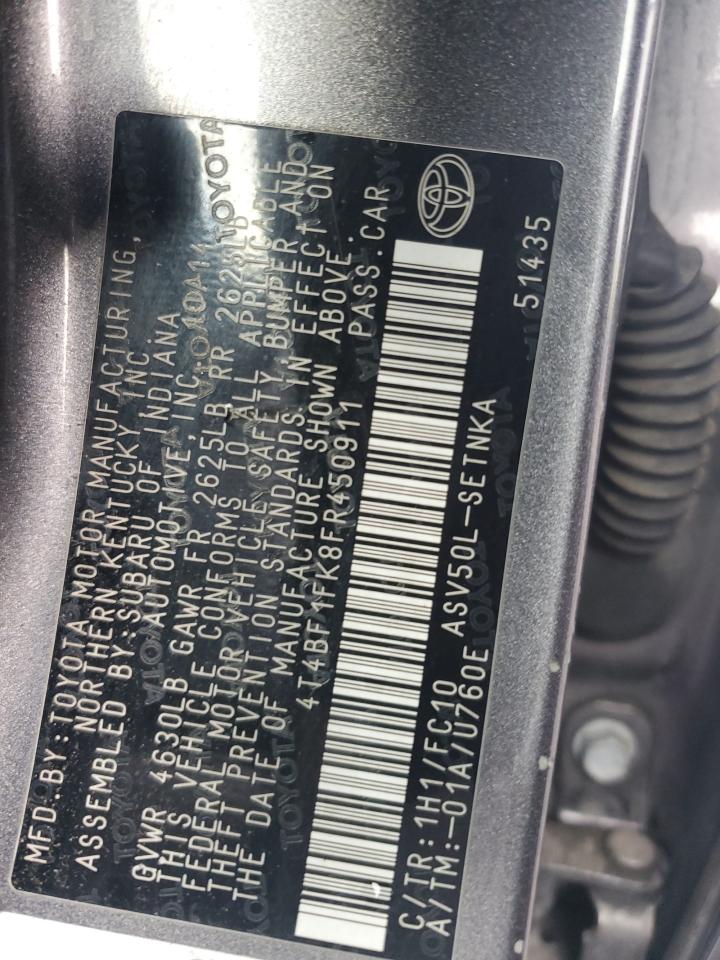 MFD.BY:TOYOTA MOTOR MANUFACTURING,
NORTHERN KENTUCKY INC.
ASSEMBLED BY:SUBARU OF INDIANA
AUTOMOTIVE, INC.
GVWR 4630LB GAWR FR 2625LB RR 2625LB
THIS VEHICLE CONFORMS TO ALL APPLICABLE
FEDERAL MOTOR VEHICLE SAFETY,BUMPER AND
THEFT PREVENTION STANDARDS IN EFFECT ON
THE DATE OF MANUFACTURE SHOWN ABOVE.
4T4BF1FK8FR450911 PASS.CAR
C/TR:1H1/FC10 ASV50L-SETNKA
A/TM:-01A/U760E 51435